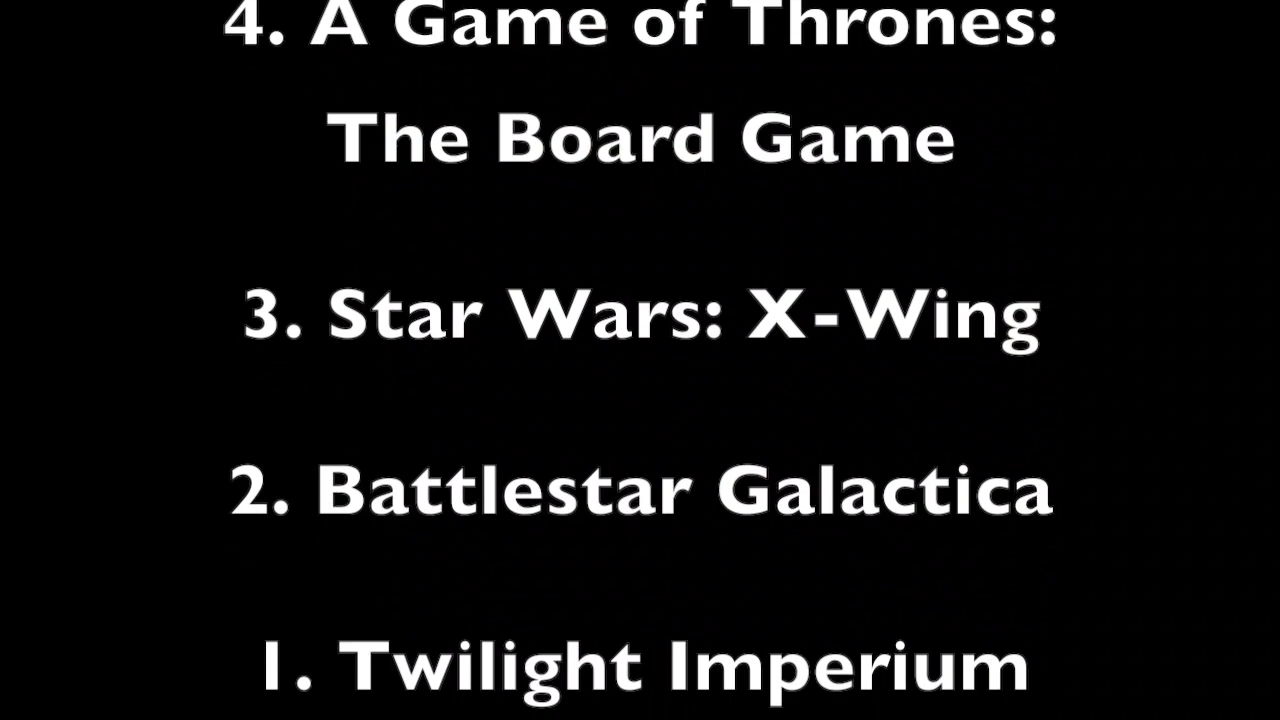 4. A Game of Thrones:
The Board Game
3. Star Wars: X-Wing
2. Battlestar Galactica
1. Twilight Imperium